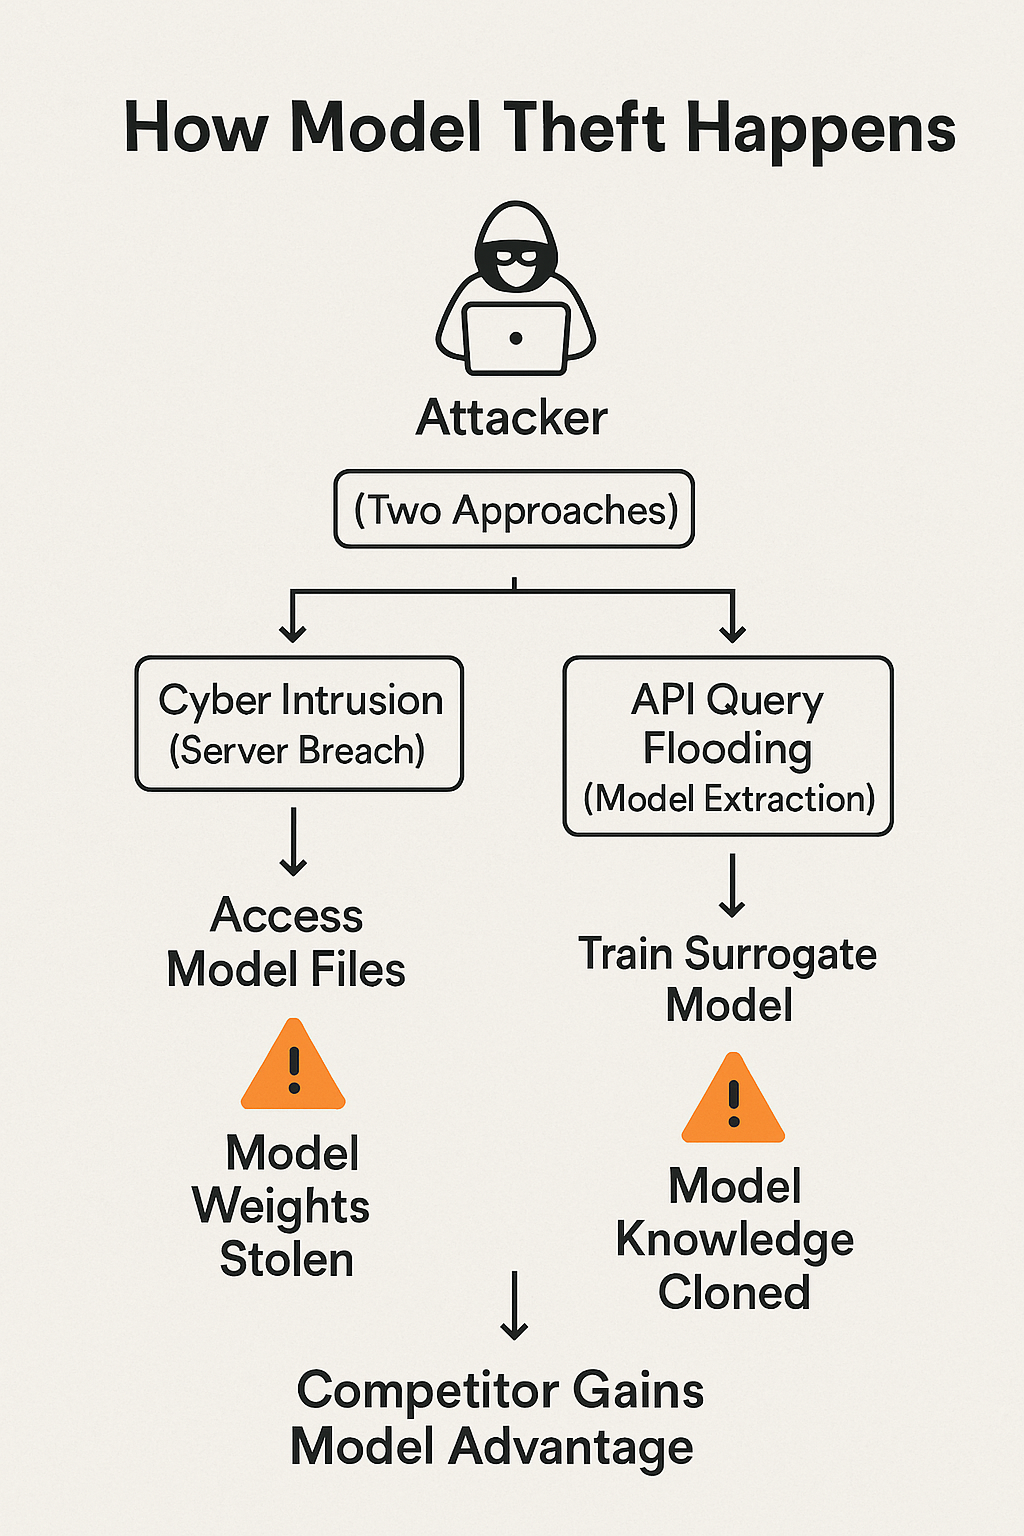 How Model Theft Happens
Attacker
(Two Approaches)
Cyber Intrusion
(Server Breach)
Access
Model Files
Model
Weights
Stolen
API Query
Flooding
(Model Extraction)
Train Surrogate
Model
Model
Knowledge
Cloned
Competitor Gains
Model Advantage